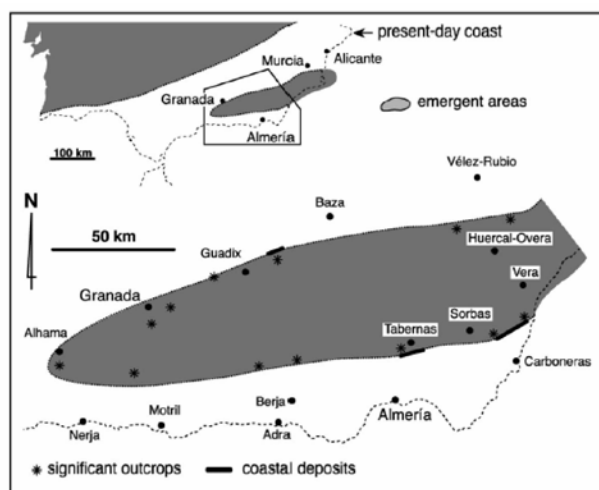 present-day coast
Murcia
Alicante
Granada
emergent areas
Almería
100 km
Vélez-Rubio
N
Baza
50 km
Guadix
Huercal-Overa
Granada
Vera
Alhama
Sorbas
Tabernas
Carboneras
Berja
Almería
Motril
Nerja
Adra
significant outcrops
coastal deposits